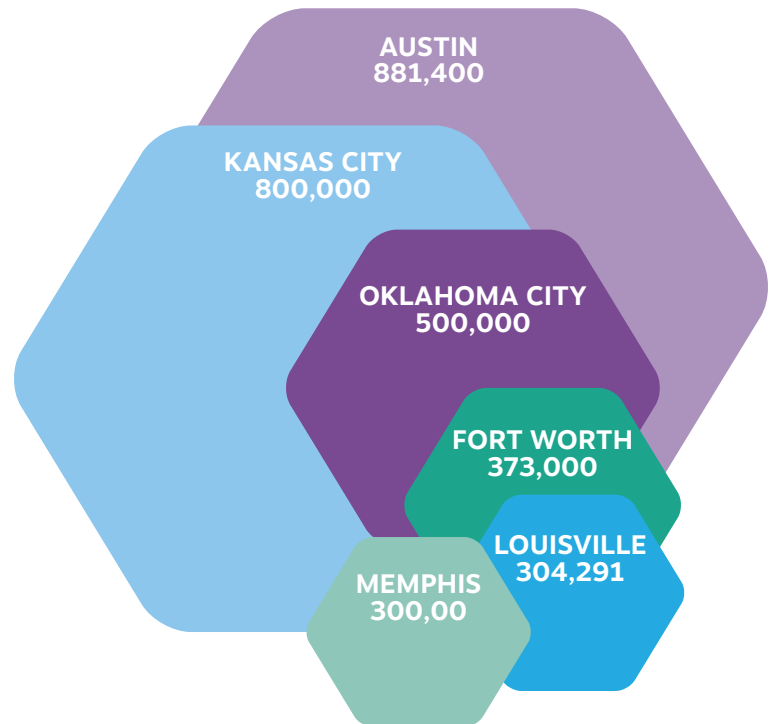 AUSTIN
881,400
KANSAS CITY
800,000
OKLAHOMA CITY
500,000
FORT WORTH
373,000
LOUISVILLE
304,291
MEMPHIS
300,00